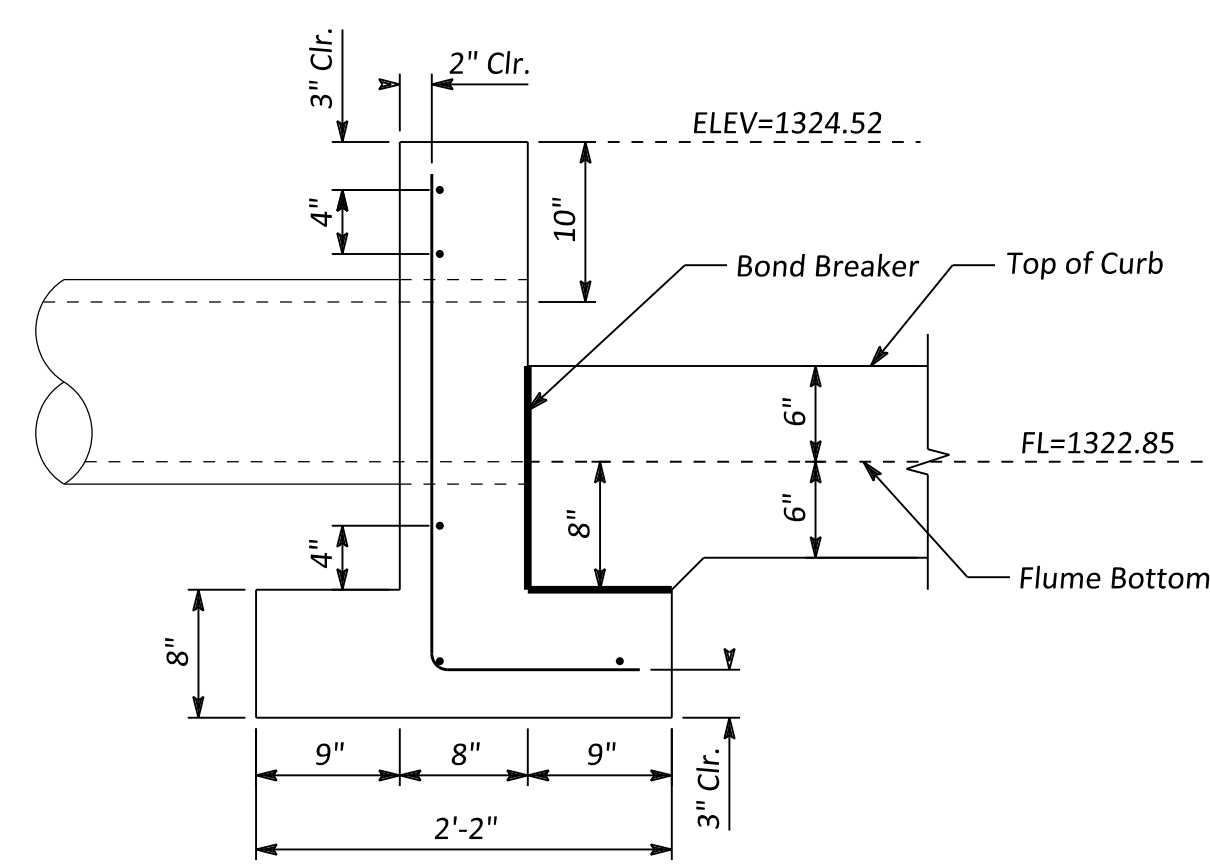 3" Clr.
2" Clr.
ELEV=1324.52
4"
10"
Bond Breaker
Top of Curb
6"
FL=1322.85
8"
6"
4"
Flume Bottom
8"
9"
8"
9"
3" Clr.
2'-2"